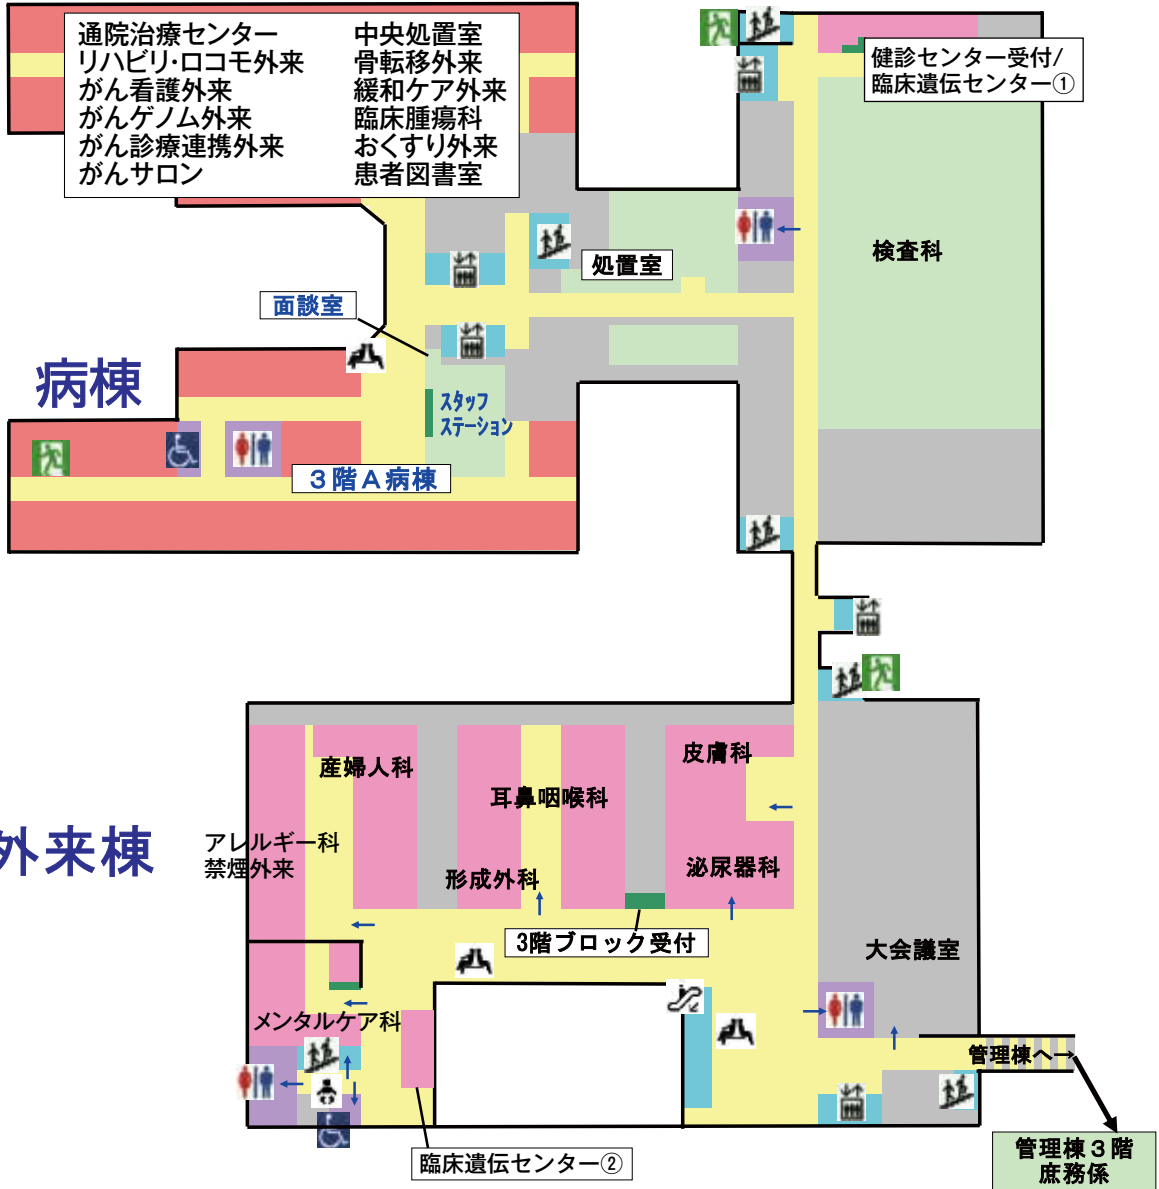 通院治療センター
リハビリ・ロコモ外来
がん看護外来
がんゲノム外来
がん診療連携外来
がんサロン
中央処置室
骨転移外来
緩和ケア外来
臨床腫瘍科
おくすり外来
患者図書室
健診センター受付/
臨床遺伝センター①
検査科
処置室
面談室
病棟
スタッフ
ステーション
3階A病棟
産婦人科
皮膚科
耳鼻咽喉科
外来棟
アレルギー科
禁煙外来
形成外科
泌尿器科
3階ブロック受付
大会議室
メンタルケア科
管理棟へ→
臨床遺伝センター②
管理棟3階
庶務係